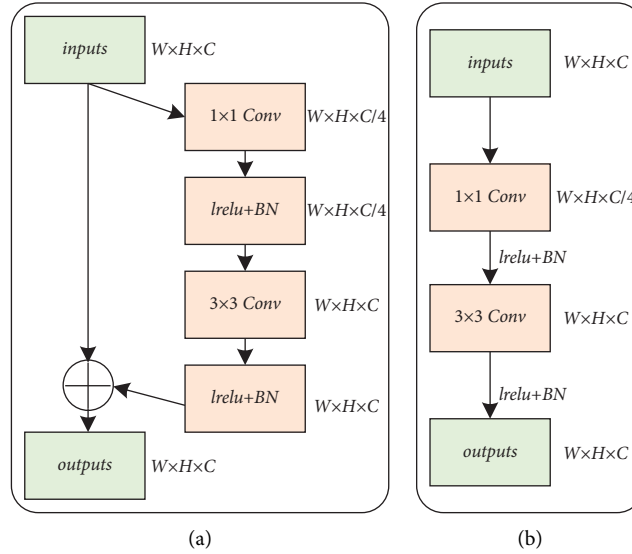 inputs W×H×C
1×1 Conv W×H×C/4
lrelu+BN W×H×C/4
3×3 Conv W×H×C
lrelu+BN W×H×C
outputs W×H×C
(a)
inputs W×H×C
1×1 Conv W×H×C/4
lrelu+BN
3×3 Conv W×H×C
lrelu+BN
outputs W×H×C
(b)